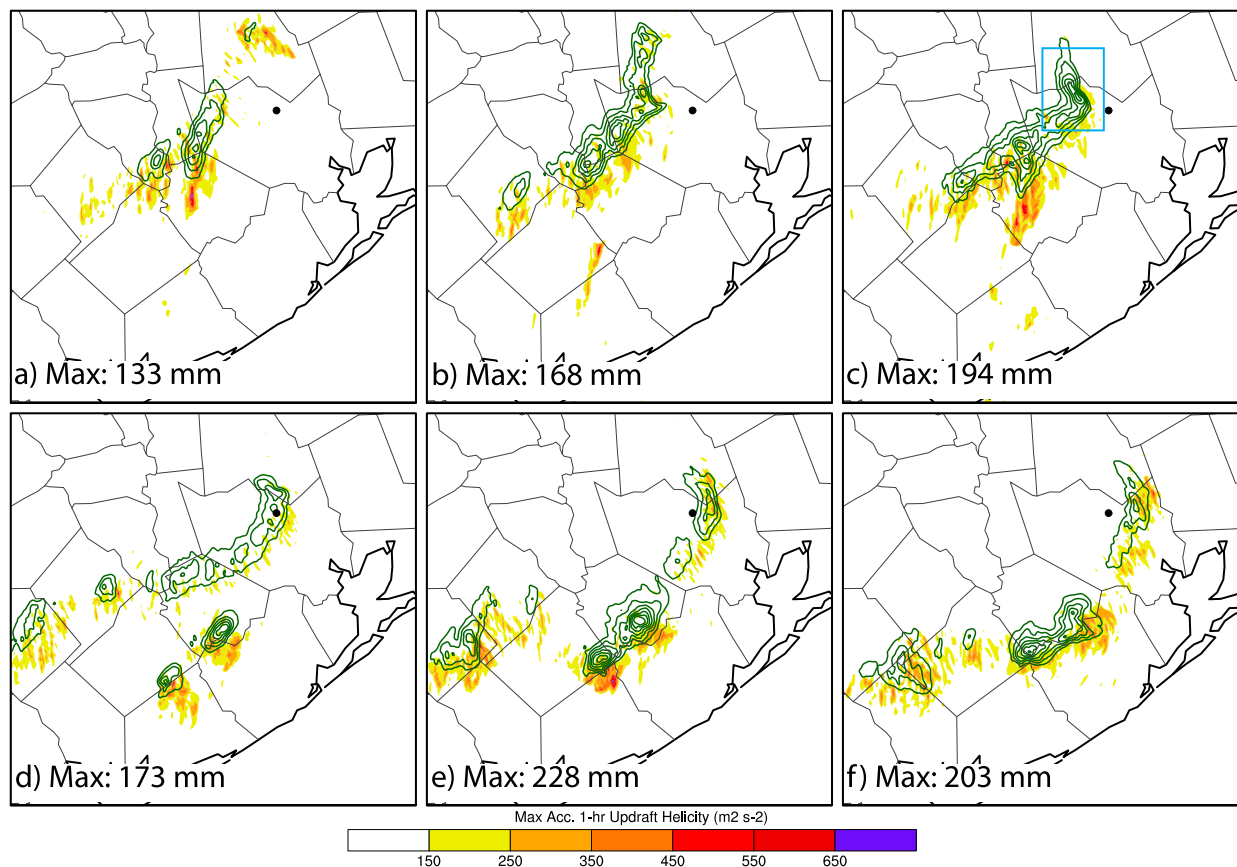 a) Max: 133 mm
b) Max: 168 mm
c) Max: 194 mm
d) Max: 173 mm
e) Max: 228 mm
f) Max: 203 mm
Max Acc. 1-hr Updraft Helicity (m2 s-2)
150 250 350 450 550 650